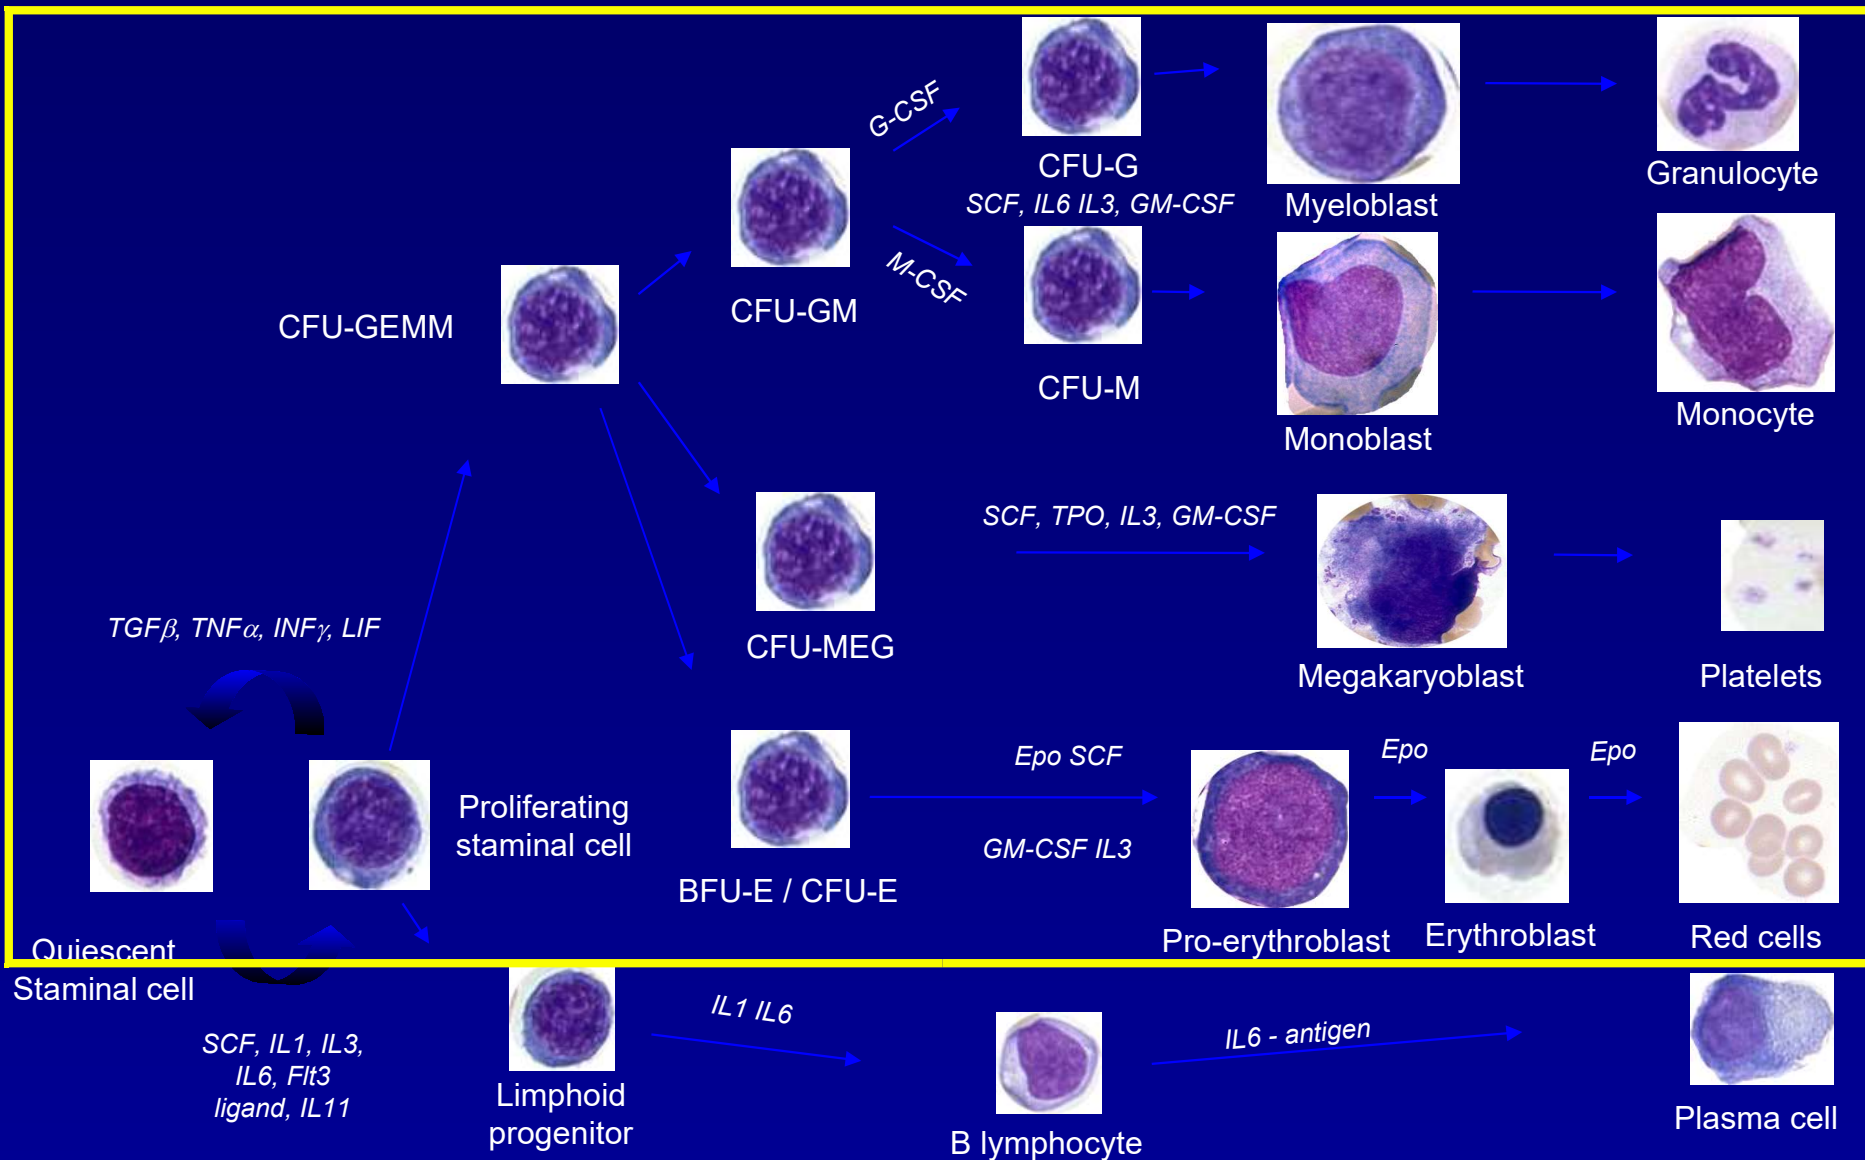 G-CSF
CFU-G
SCF, IL6 IL3, GM-CSF
Myeloblast
Granulocyte
CFU-GEMM
CFU-GM
M-CSF
CFU-M
Monoblast
Monocyte
SCF, TPO, IL3, GM-CSF
CFU-MEG
Megakaryoblast
Platelets
TGFβ, TNFα, INFγ, LIF
Proliferating
staminal cell
Epo SCF
GM-CSF IL3
Epo
Epo
BFU-E / CFU-E
Pro-erythroblast
Erythroblast
Red cells
Quiescent
Staminal cell
SCF, IL1, IL3,
IL6, Flt3
ligand, IL11
Limphoid
progenitor
IL1 IL6
B lymphocyte
IL6 - antigen
Plasma cell